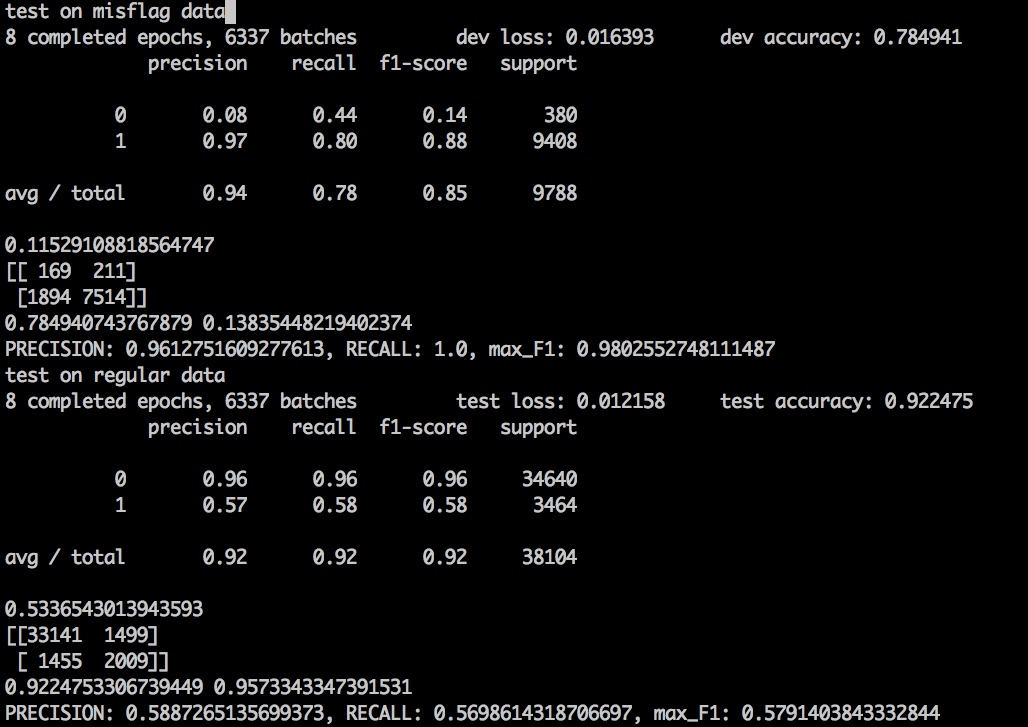 test on misflag data
8 completed epochs, 6337 batches dev loss: 0.016393 dev accuracy: 0.784941
precision recall f1-score support
0 0.08 0.44 0.14 380
1 0.97 0.80 0.88 9408
avg / total 0.94 0.78 0.85 9788
0.11529108818564747
[[ 169 211]
[1894 7514]]
0.784940743767879 0.13835448219402374
PRECISION: 0.9612751609277613, RECALL: 1.0, max_F1: 0.9802552748111487
test on regular data
8 completed epochs, 6337 batches test loss: 0.012158 test accuracy: 0.922475
precision recall f1-score support
0 0.96 0.96 0.96 34640
1 0.57 0.58 0.58 3464
avg / total 0.92 0.92 0.92 38104
0.5336543013943593
[[33141 1499]
[ 1455 2009]]
0.9224753306739449 0.9573343347391531
PRECISION: 0.5887265135699373, RECALL: 0.5698614318706697, max_F1: 0.5791403843332844